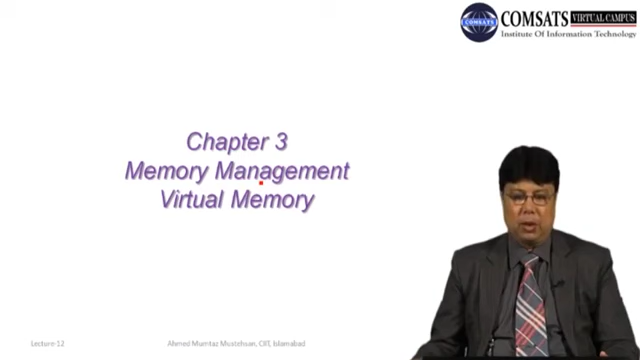 COMSATS VIRTUAL CAMPUS
Institute Of Information Technology
Chapter 3
Memory Management
Virtual Memory
Lecture-12
Ahmed Mumtaz Mustehsan, CIIT, Islamabad